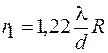 r₁ = 1,22 λ/d R